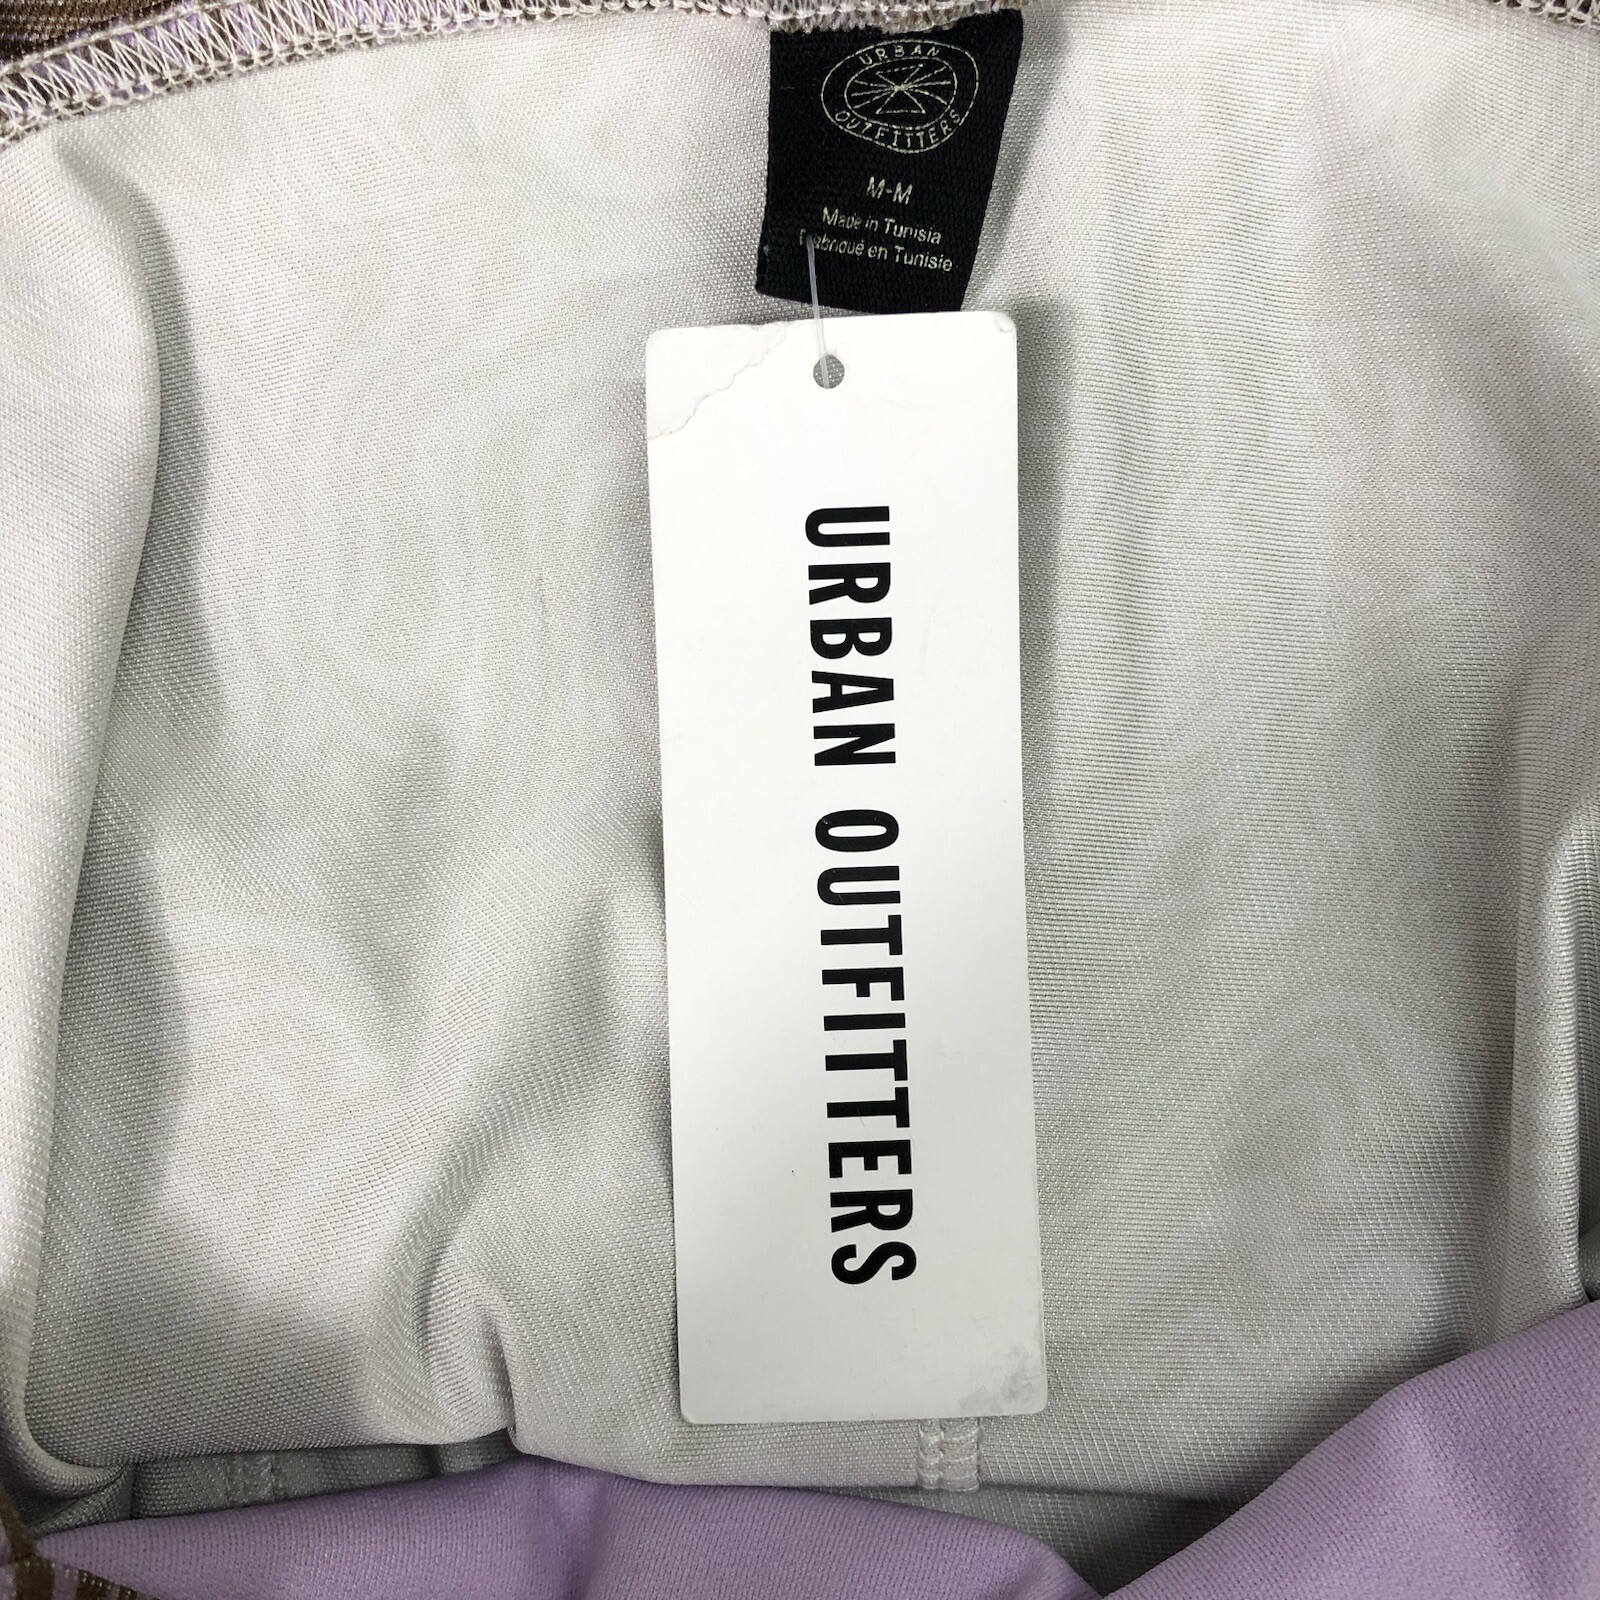 URBAN
OUTFITTERS
M-M
Made in Tunisia
Fabriqué en Tunisie
URBAN OUTFITTERS